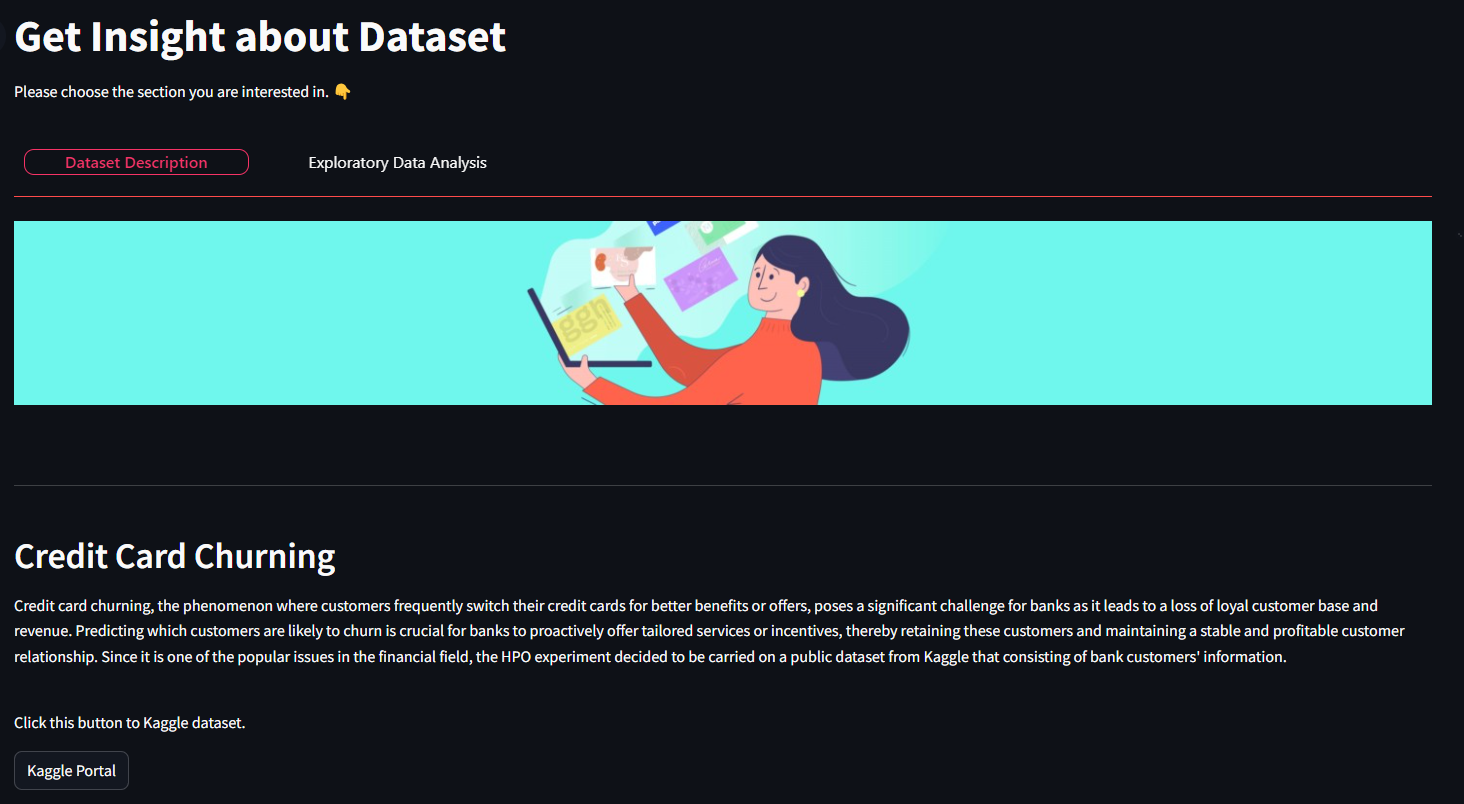 Get Insight about Dataset
Please choose the section you are interested in. 👇
Dataset Description
Exploratory Data Analysis
ggn
Credit Card Churning
Credit card churning, the phenomenon where customers frequently switch their credit cards for better benefits or offers, poses a significant challenge for banks as it leads to a loss of loyal customer base and
revenue. Predicting which customers are likely to churn is crucial for banks to proactively offer tailored services or incentives, thereby retaining these customers and maintaining a stable and profitable customer
relationship. Since it is one of the popular issues in the financial field, the HPO experiment decided to be carried on a public dataset from Kaggle that consisting of bank customers' information.
Click this button to Kaggle dataset.
Kaggle Portal